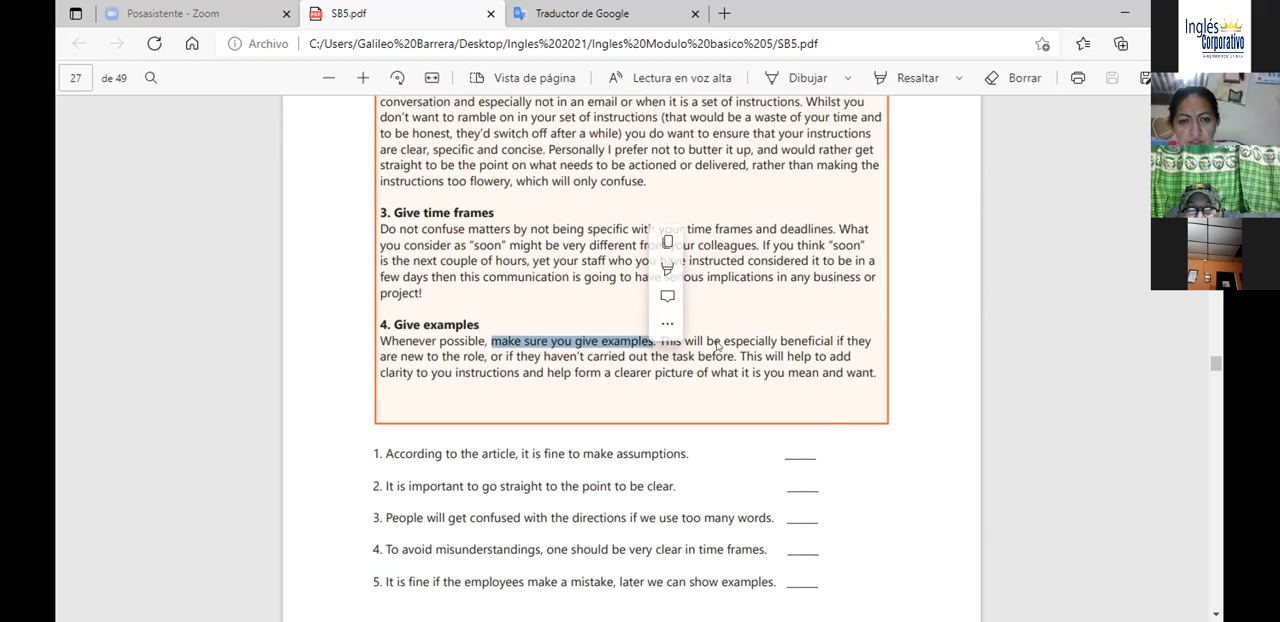 Posasistente - Zoom
SB5.pdf
Traductor de Google
Archivo
C:/Users/Galileo%20Barrera/Desktop/Ingles%202021/Ingles%20Modulo%20basico%205/SB5.pdf
27 de 49
Vista de página
Lectura en voz alta
Dibujar
Resaltar
Borrar
Inglés
Corporativo
conversation and especially not in an email or when it is a set of instructions. Whilst you
don't want to ramble on in your set of instructions (that would be a waste of your time and
to be honest, they'd switch off after a while) you do want to ensure that your instructions
are clear, specific and concise. Personally I prefer not to butter it up, and would rather get
straight to be the point on what needs to be actioned or delivered, rather than making the
instructions too flowery, which will only confuse.
3. Give time frames
Do not confuse matters by not being specific with your time frames and deadlines. What
you consider as "soon" might be very different from your colleagues. If you think "soon"
is the next couple of hours, yet your staff who you have instructed considered it to be in a
few days then this communication is going to have serious implications in any business or
project!
4. Give examples
Whenever possible, make sure you give examples. This will be especially beneficial if they
are new to the role, or if they haven't carried out the task before. This will help to add
clarity to you instructions and help form a clearer picture of what it is you mean and want.
1. According to the article, it is fine to make assumptions. _____
2. It is important to go straight to the point to be clear. _____
3. People will get confused with the directions if we use too many words. _____
4. To avoid misunderstandings, one should be very clear in time frames. _____
5. It is fine if the employees make a mistake, later we can show examples. _____